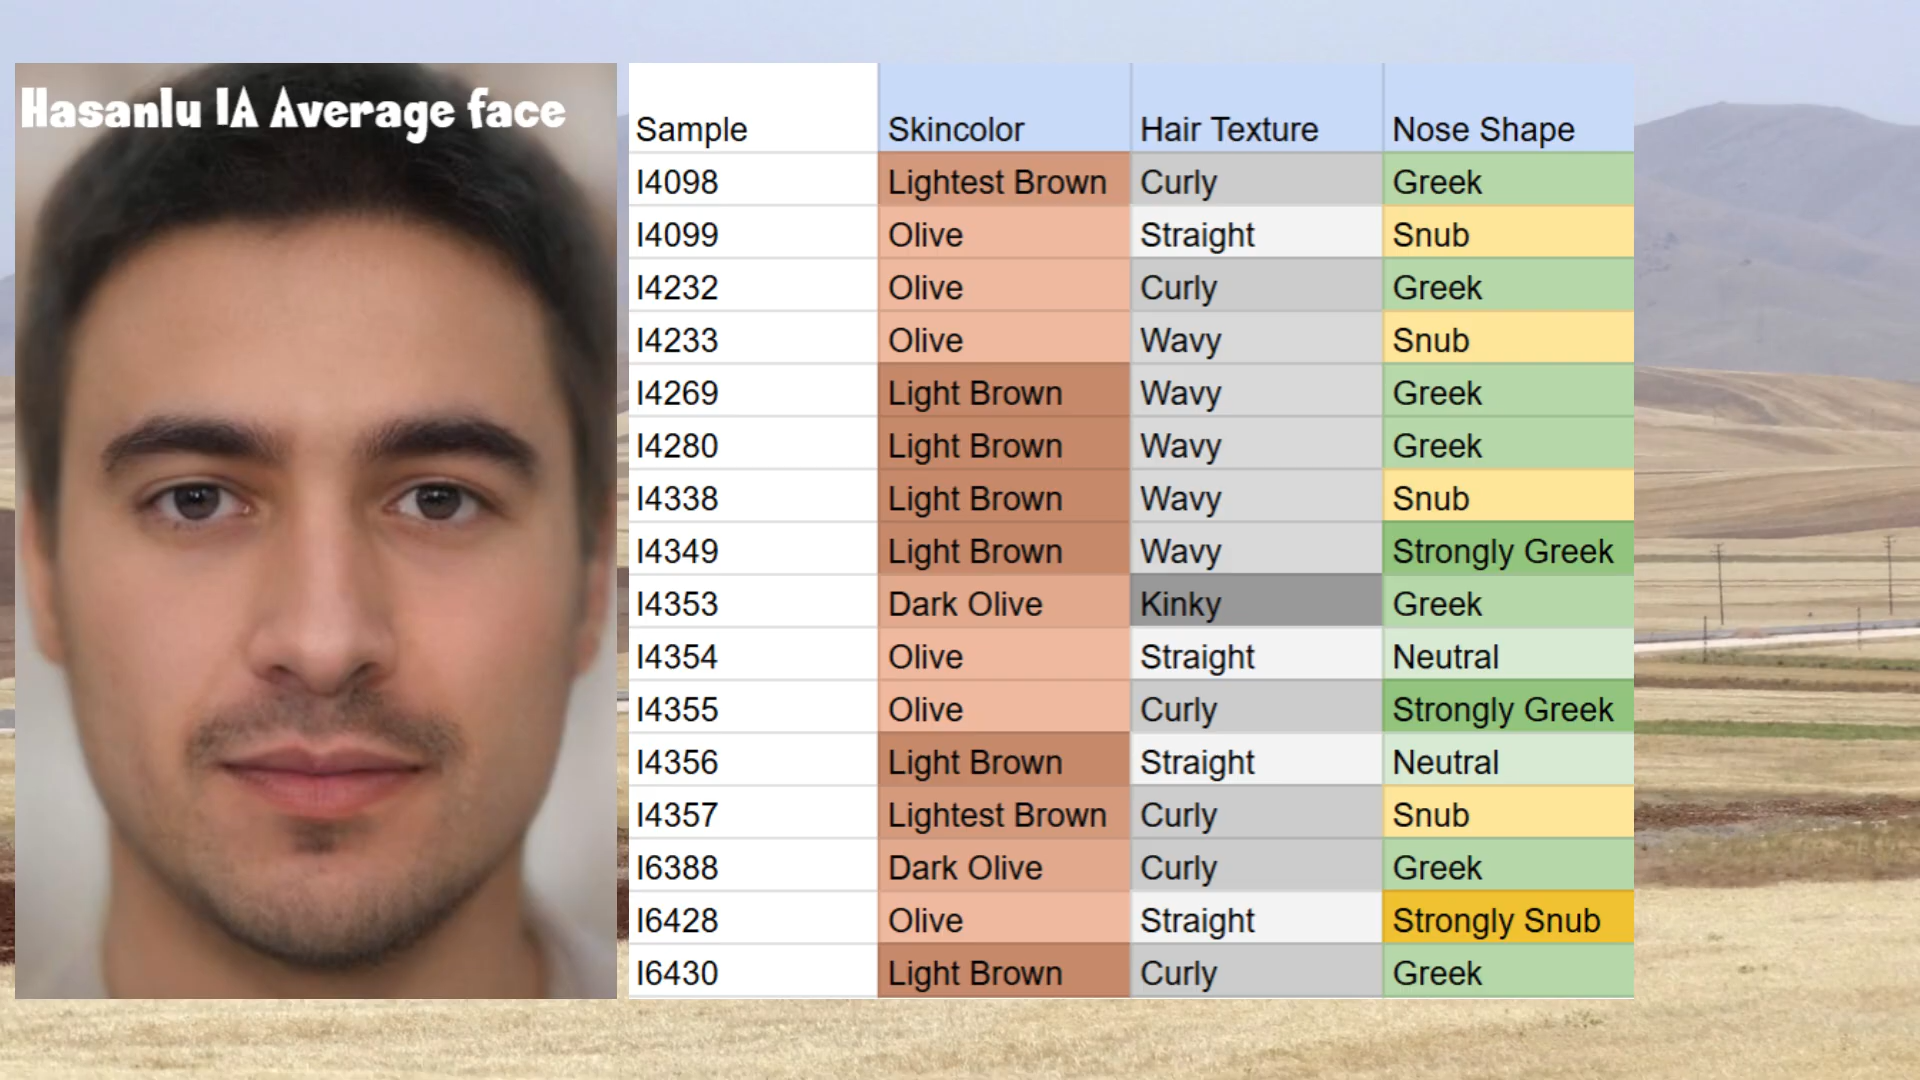 Hasanlu IA Average face
Sample Skincolor Hair Texture Nose Shape
I4098 Lightest Brown Curly Greek
I4099 Olive Straight Snub
I4232 Olive Curly Greek
I4233 Olive Wavy Snub
I4269 Light Brown Wavy Greek
I4280 Light Brown Wavy Greek
I4338 Light Brown Wavy Snub
I4349 Light Brown Wavy Strongly Greek
I4353 Dark Olive Kinky Greek
I4354 Olive Straight Neutral
I4355 Olive Curly Strongly Greek
I4356 Light Brown Straight Neutral
I4357 Lightest Brown Curly Snub
I6388 Dark Olive Curly Greek
I6428 Olive Straight Strongly Snub
I6430 Light Brown Curly Greek